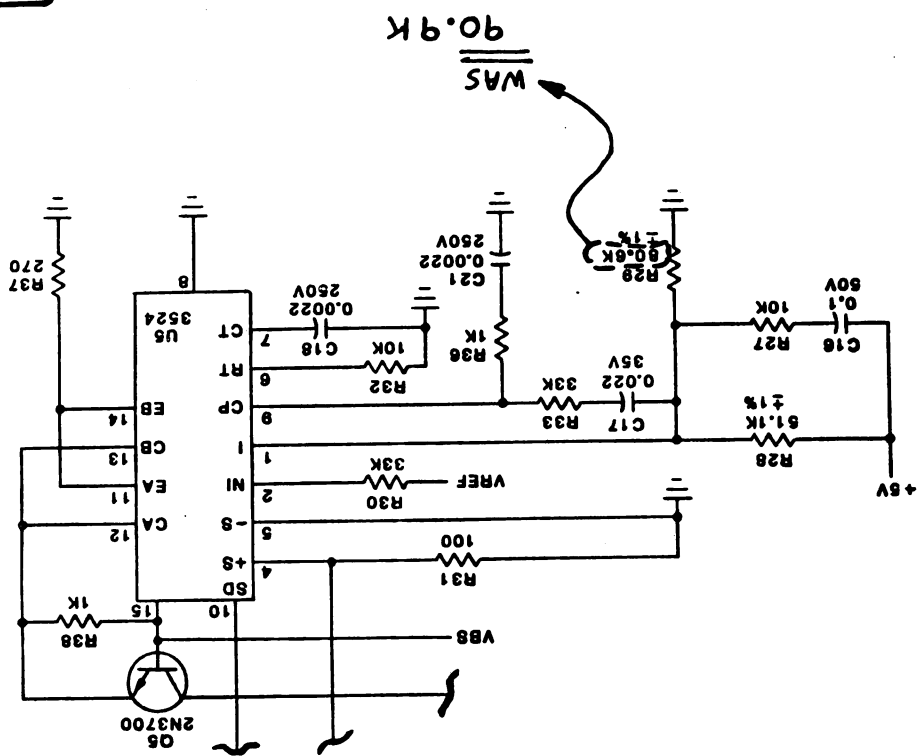 Q5
2N3700
VBS
R38
1K
10
15
SD
R31
100
4
+S
5
-S
CA
12
+5V
VREF
R30
33K
2
NI
EA
11
R28
51.1K
±1%
1
I
CB
13
C17
0.022
35V
R33
33K
9
CP
EB
14
C16
0.1
50V
R27
10K
R36
1K
R32
10K
6
RT
C18
0.0022
250V
7
CT
U5
3524
8
R29
80.6K
±1%
C21
0.0022
250V
R37
270
WAS
90.9K